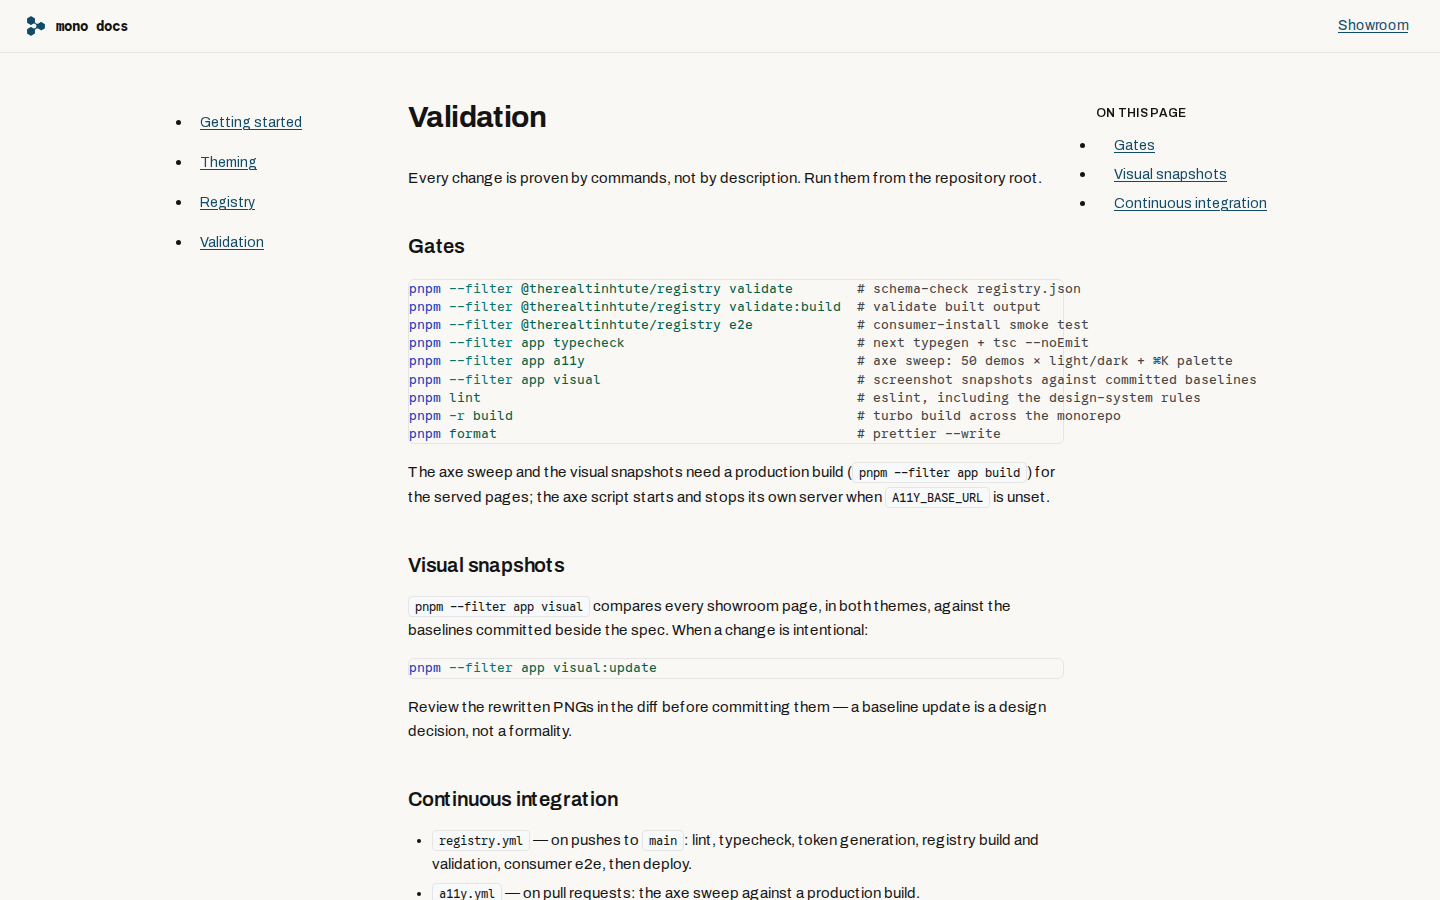 mono docs
Showroom
Getting started
Theming
Registry
Validation
Validation
Every change is proven by commands, not by description. Run them from the repository root.
Gates
pnpm --filter @therealtinhtute/registry validate        # schema-check registry.json
pnpm --filter @therealtinhtute/registry validate:build  # validate built output
pnpm --filter @therealtinhtute/registry e2e             # consumer-install smoke test
pnpm --filter app typecheck                             # next typegen + tsc --noEmit
pnpm --filter app a11y                                  # axe sweep: 50 demos × light/dark + ⌘K palette
pnpm --filter app visual                                # screenshot snapshots against committed baselines
pnpm lint                                               # eslint, including the design-system rules
pnpm -r build                                           # turbo build across the monorepo
pnpm format                                             # prettier --write
The axe sweep and the visual snapshots need a production build (pnpm --filter app build) for
the served pages; the axe script starts and stops its own server when A11Y_BASE_URL is unset.
Visual snapshots
pnpm --filter app visual compares every showroom page, in both themes, against the
baselines committed beside the spec. When a change is intentional:
pnpm --filter app visual:update
Review the rewritten PNGs in the diff before committing them — a baseline update is a design
decision, not a formality.
Continuous integration
registry.yml — on pushes to main: lint, typecheck, token generation, registry build and
validation, consumer e2e, then deploy.
a11y.yml — on pull requests: the axe sweep against a production build.
ON THIS PAGE
Gates
Visual snapshots
Continuous integration